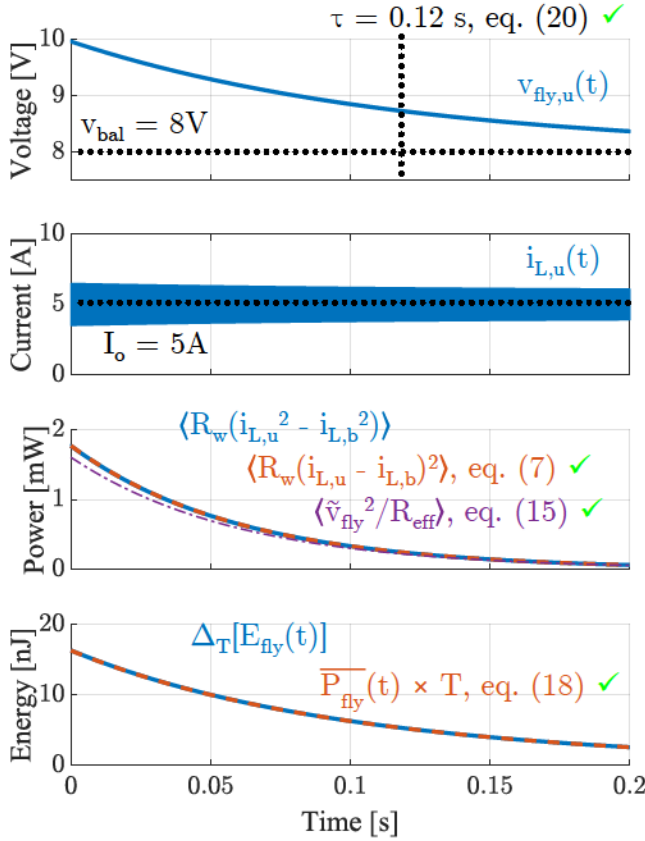 τ = 0.12 s, eq. (20) ✓
10
9
8
Voltage [V]
v_fly,u(t)
v_bal = 8V
10
5
0
Current [A]
i_L,u(t)
I_o = 5A
2
1
0
Power [mW]
⟨R_w(i_L,u² - i_L,b²)⟩
⟨R_w(i_L,u - i_L,b)²⟩, eq. (7) ✓
⟨ṽ_fly²/R_eff⟩, eq. (15) ✓
20
10
0
Energy [nJ]
Δ_T[E_fly(t)]
P̅_fly(t) × T, eq. (18) ✓
0 0.05 0.1 0.15 0.2
Time [s]